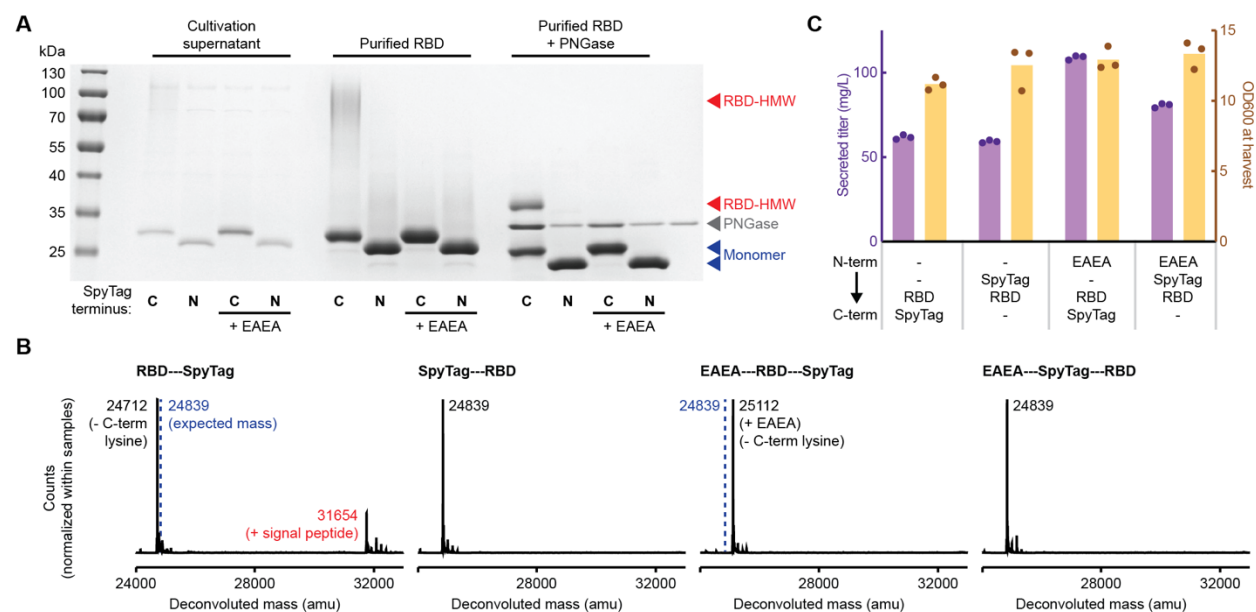 A
Cultivation
supernatant
Purified RBD
Purified RBD
+ PNGase
kDa
130
100
70
55
40
35
25
RBD-HMW
RBD-HMW
PNGase
Monomer
SpyTag
terminus:
C N C N C N C N C N C N
+ EAEA + EAEA + EAEA
C
Secreted titer (mg/L)
100
50
0
OD600 at harvest
15
10
5
0
N-term - - EAEA EAEA
- SpyTag - SpyTag
RBD RBD RBD RBD
C-term SpyTag - SpyTag -
B
RBD---SpyTag SpyTag---RBD EAEA---RBD---SpyTag EAEA---SpyTag---RBD
Counts
(normalized within samples)
24712
(- C-term
lysine)
24839
(expected mass)
31654
(+ signal peptide)
24839
24839
25112
(+ EAEA)
(- C-term lysine)
24839
24000 28000 32000 28000 32000 28000 32000 28000 32000
Deconvoluted mass (amu) Deconvoluted mass (amu) Deconvoluted mass (amu) Deconvoluted mass (amu)